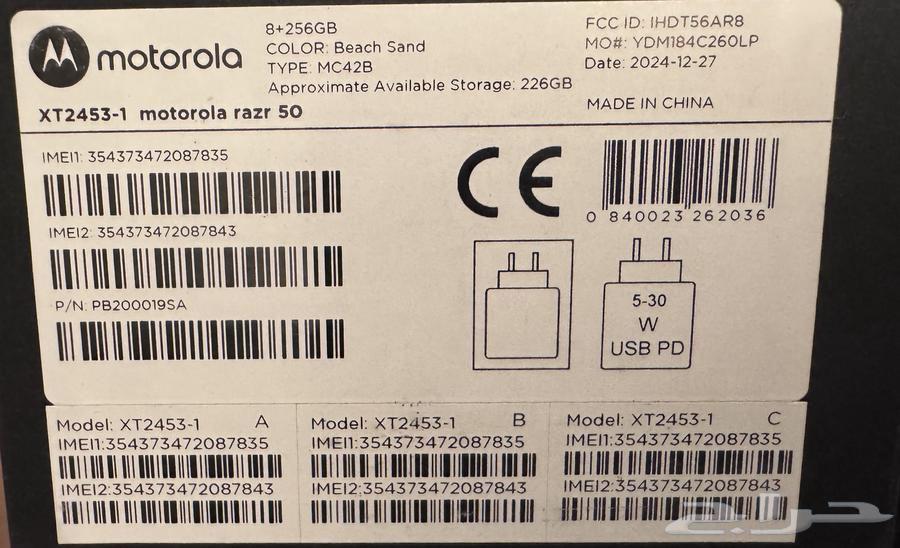 motorola
8+256GB
COLOR: Beach Sand
TYPE: MC42B
Approximate Available Storage: 226GB
FCC ID: IHDT56AR8
MO#: YDM184C260LP
Date: 2024-12-27
MADE IN CHINA
XT2453-1 motorola razr 50
IMEI1: 354373472087835
IMEI2: 354373472087843
P/N: PB200019SA
CE
0 840023 262036
5-30
W
USB PD
Model: XT2453-1 A
IMEI1:354373472087835
IMEI2:354373472087843
Model: XT2453-1 B
IMEI1:354373472087835
IMEI2:354373472087843
Model: XT2453-1 C
IMEI1:354373472087835
IMEI2:354373472087843
حراج